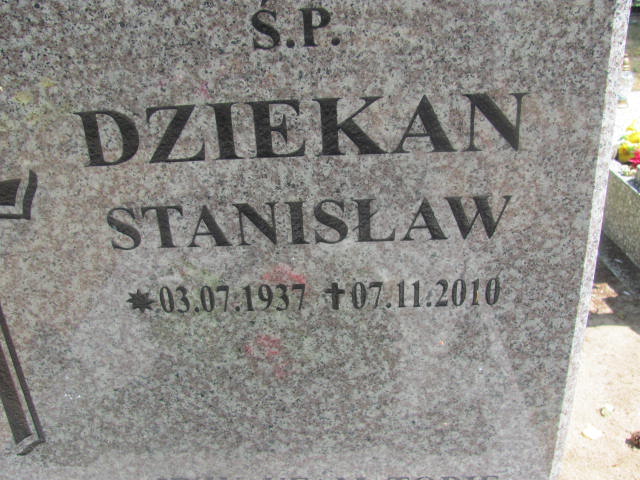 Ś.P.
DZIEKAN
STANISŁAW
03.07.1937 07.11.2010